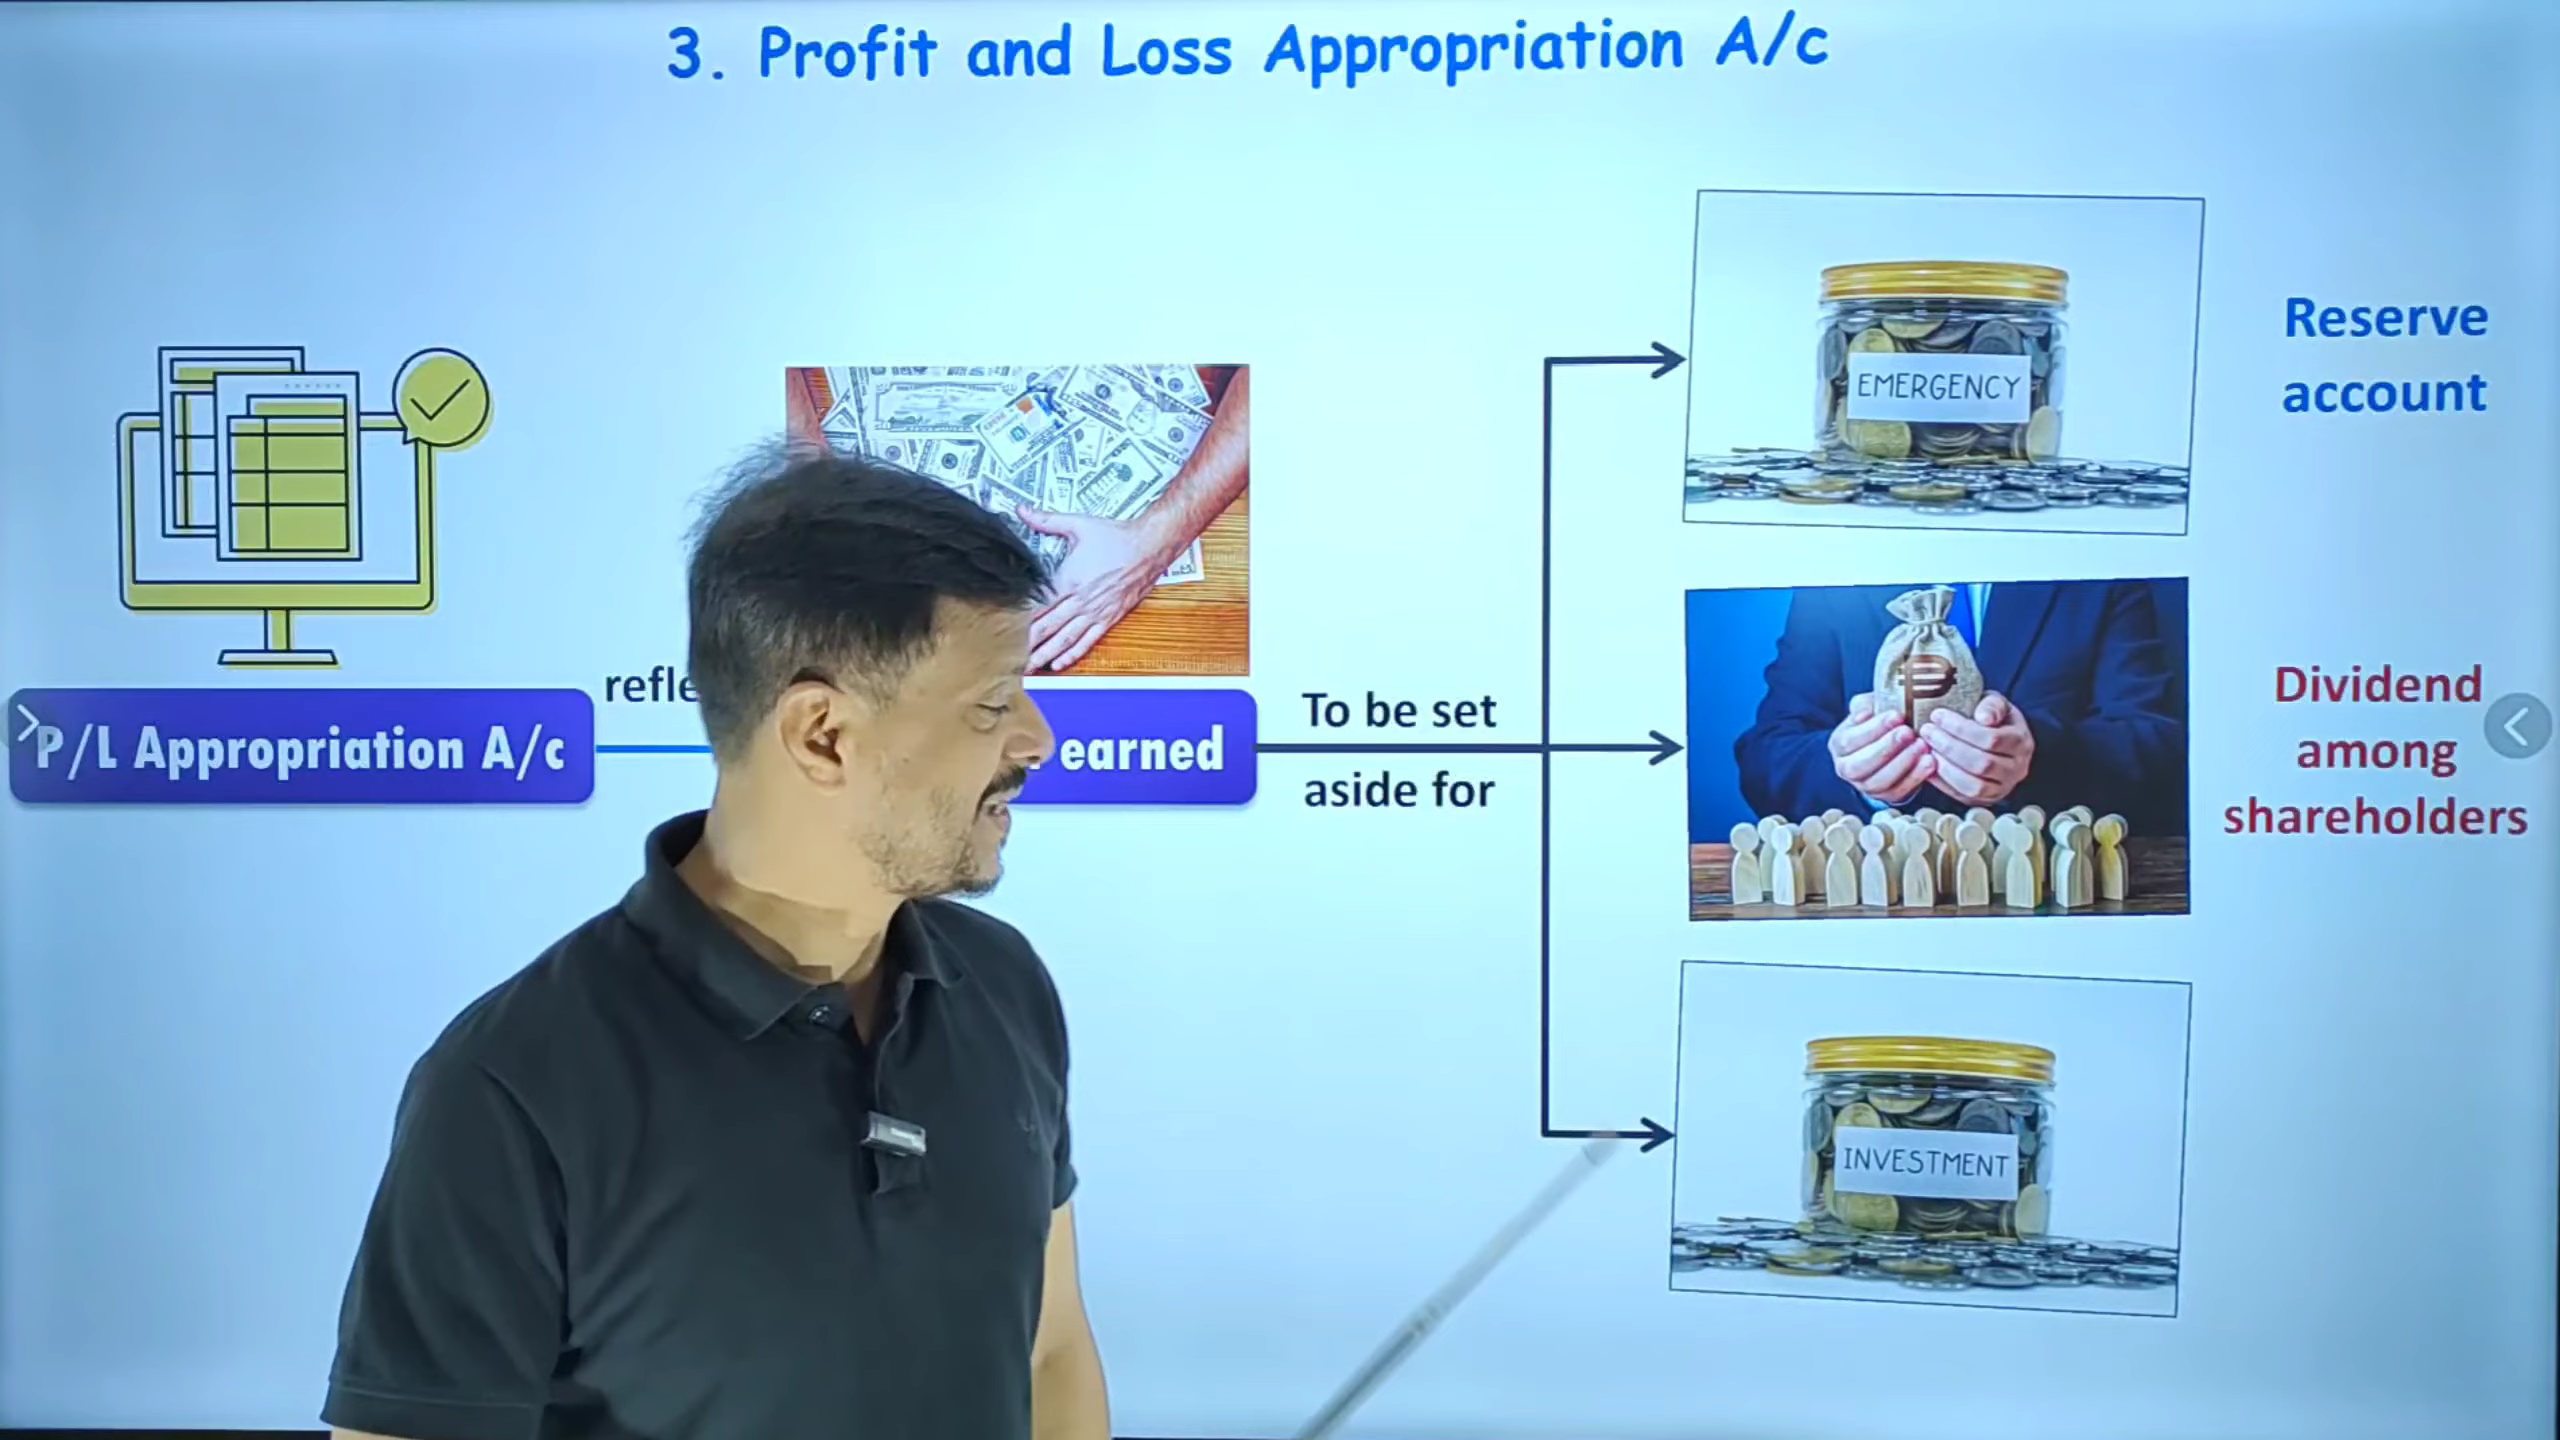 3. Profit and Loss Appropriation A/c
EMERGENCY
Reserve
account
P/L Appropriation A/c
earned
To be set
aside for
Dividend
among
shareholders
INVESTMENT